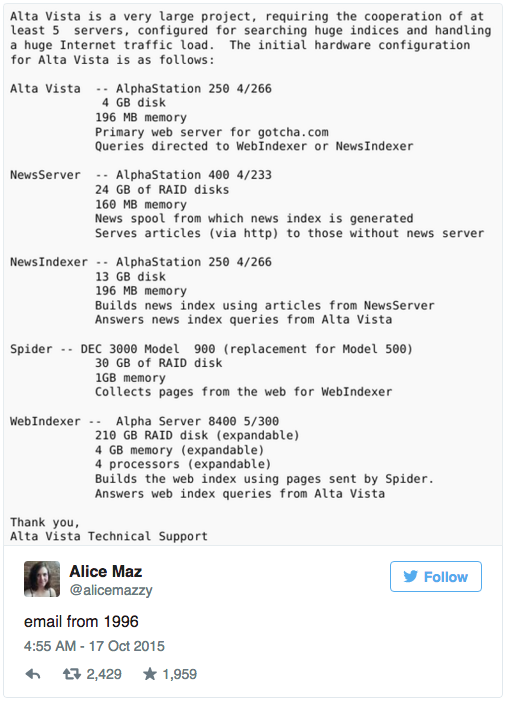 Alta Vista is a very large project, requiring the cooperation of at
least 5  servers, configured for searching huge indices and handling
a huge Internet traffic load.  The initial hardware configuration
for Alta Vista is as follows:

Alta Vista  -- AlphaStation 250 4/266
             4 GB disk
            196 MB memory
            Primary web server for gotcha.com
            Queries directed to WebIndexer or NewsIndexer

NewsServer  -- AlphaStation 400 4/233
            24 GB of RAID disks
            160 MB memory
            News spool from which news index is generated
            Serves articles (via http) to those without news server

NewsIndexer -- AlphaStation 250 4/266
            13 GB disk
            196 MB memory
            Builds news index using articles from NewsServer
            Answers news index queries from Alta Vista

Spider -- DEC 3000 Model  900 (replacement for Model 500)
            30 GB of RAID disk
            1GB memory
            Collects pages from the web for WebIndexer

WebIndexer --  Alpha Server 8400 5/300
            210 GB RAID disk (expandable)
            4 GB memory (expandable)
            4 processors (expandable)
            Builds the web index using pages sent by Spider.
            Answers web index queries from Alta Vista

Thank you,
Alta Vista Technical Support
Alice Maz
@alicemazzy
Follow
email from 1996
4:55 AM - 17 Oct 2015
2,429 1,959